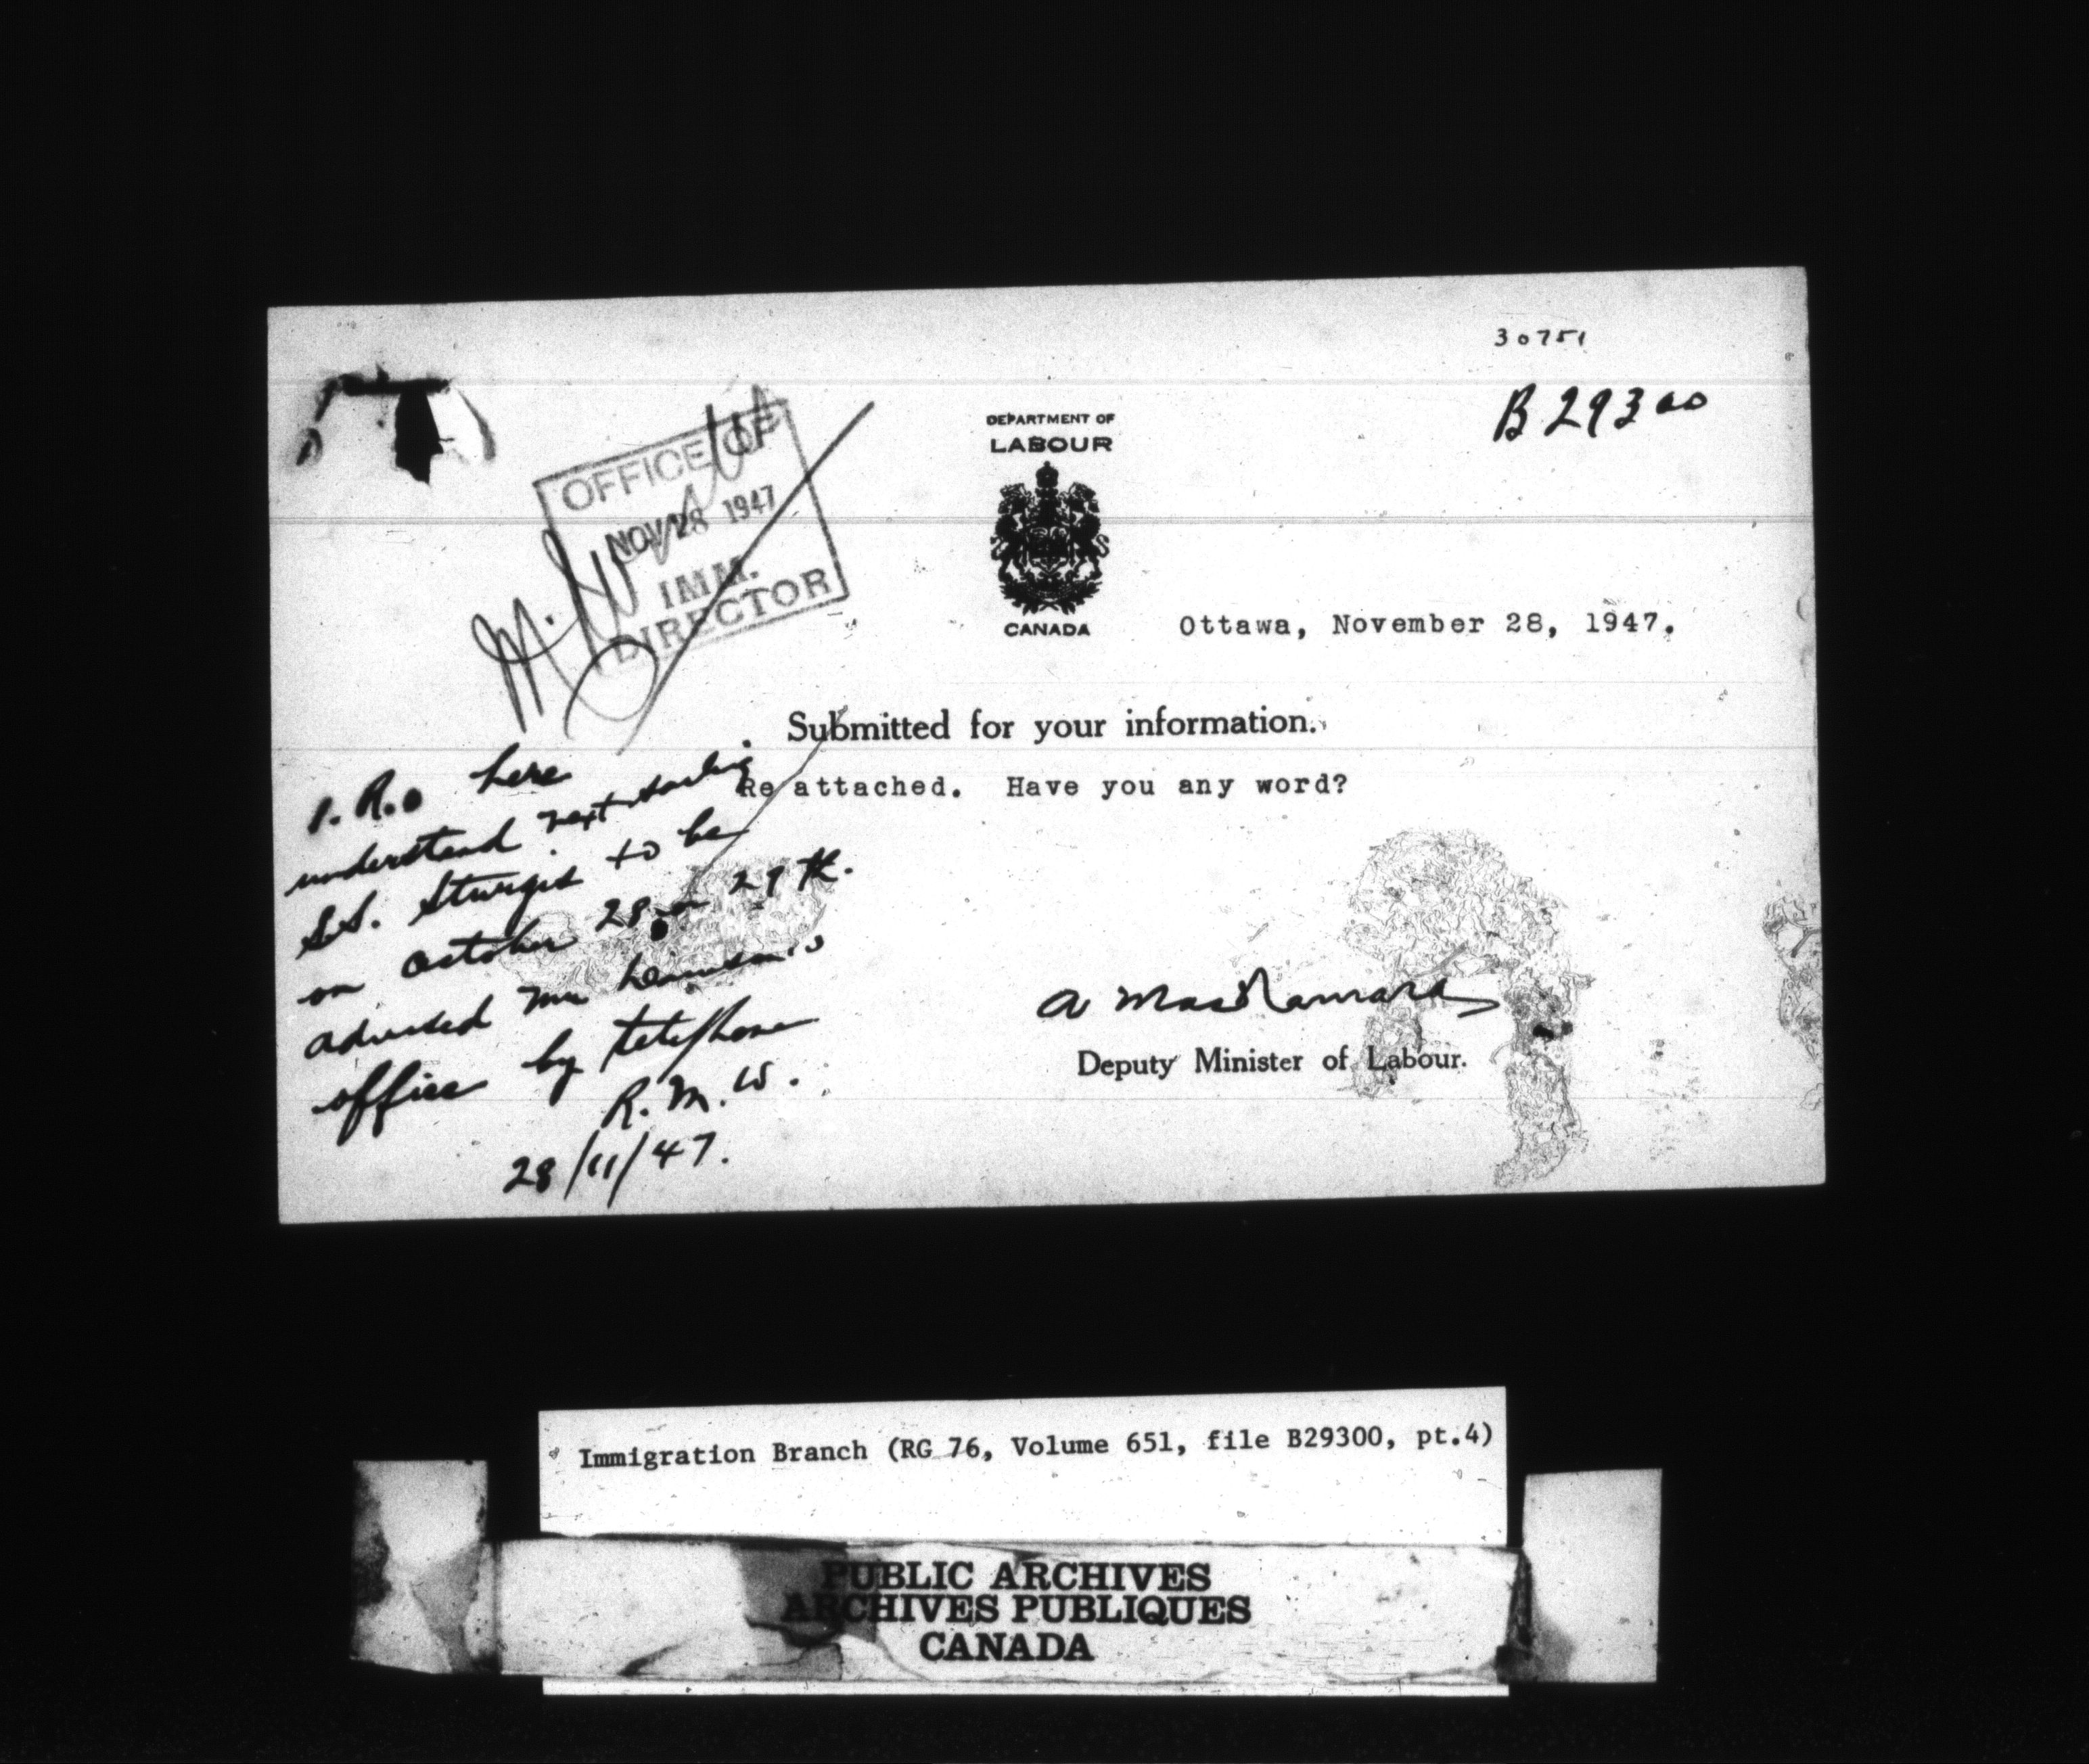 30751
B 29300
OFFICE OF
NOV 28 1947
IMM.
DIRECTOR
DEPARTMENT OF
LABOUR
CANADA
Ottawa, November 28, 1947.
Submitted for your information.
Re attached. Have you any word?
I.R.O here
understand next sailing
S.S. Sturgis to be
on October 28 or 29th.
advised Mr
office by telephone
R.M.W.
28/11/47.
A MacNamara
Deputy Minister of Labour.
Immigration Branch (RG 76, Volume 651, file B29300, pt.4)
PUBLIC ARCHIVES
ARCHIVES PUBLIQUES
CANADA